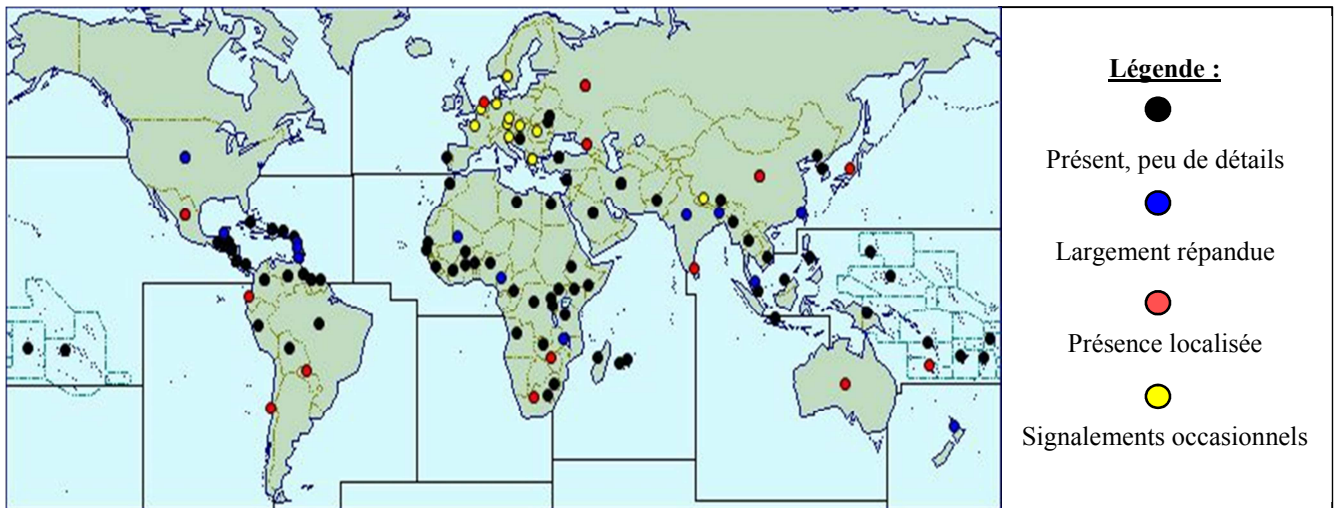 Légende :
Présent, peu de détails
Largement répandue
Présence localisée
Signalements occasionnels